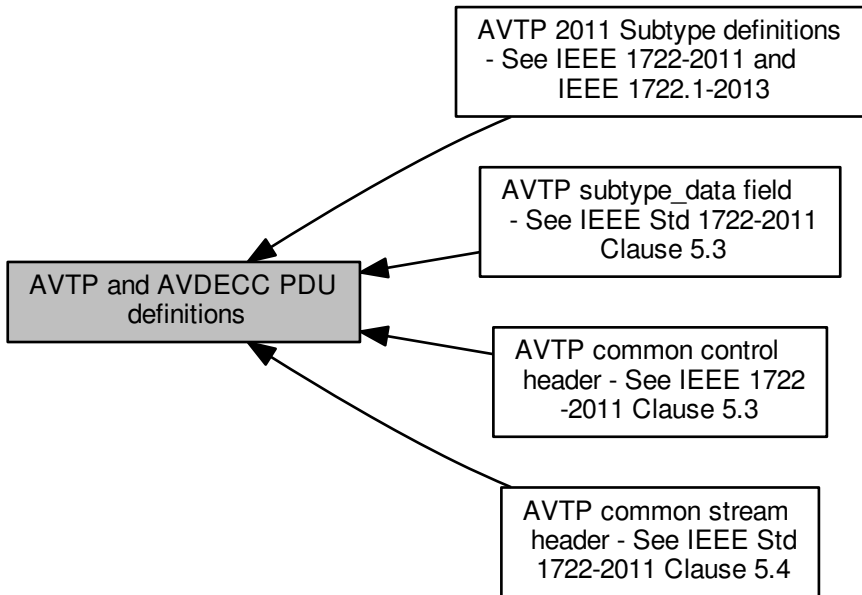 AVTP 2011 Subtype definitions
- See IEEE 1722-2011 and
IEEE 1722.1-2013
AVTP subtype_data field
- See IEEE Std 1722-2011
Clause 5.3
AVTP and AVDECC PDU
definitions
AVTP common control
header - See IEEE 1722
-2011 Clause 5.3
AVTP common stream
header - See IEEE Std
1722-2011 Clause 5.4